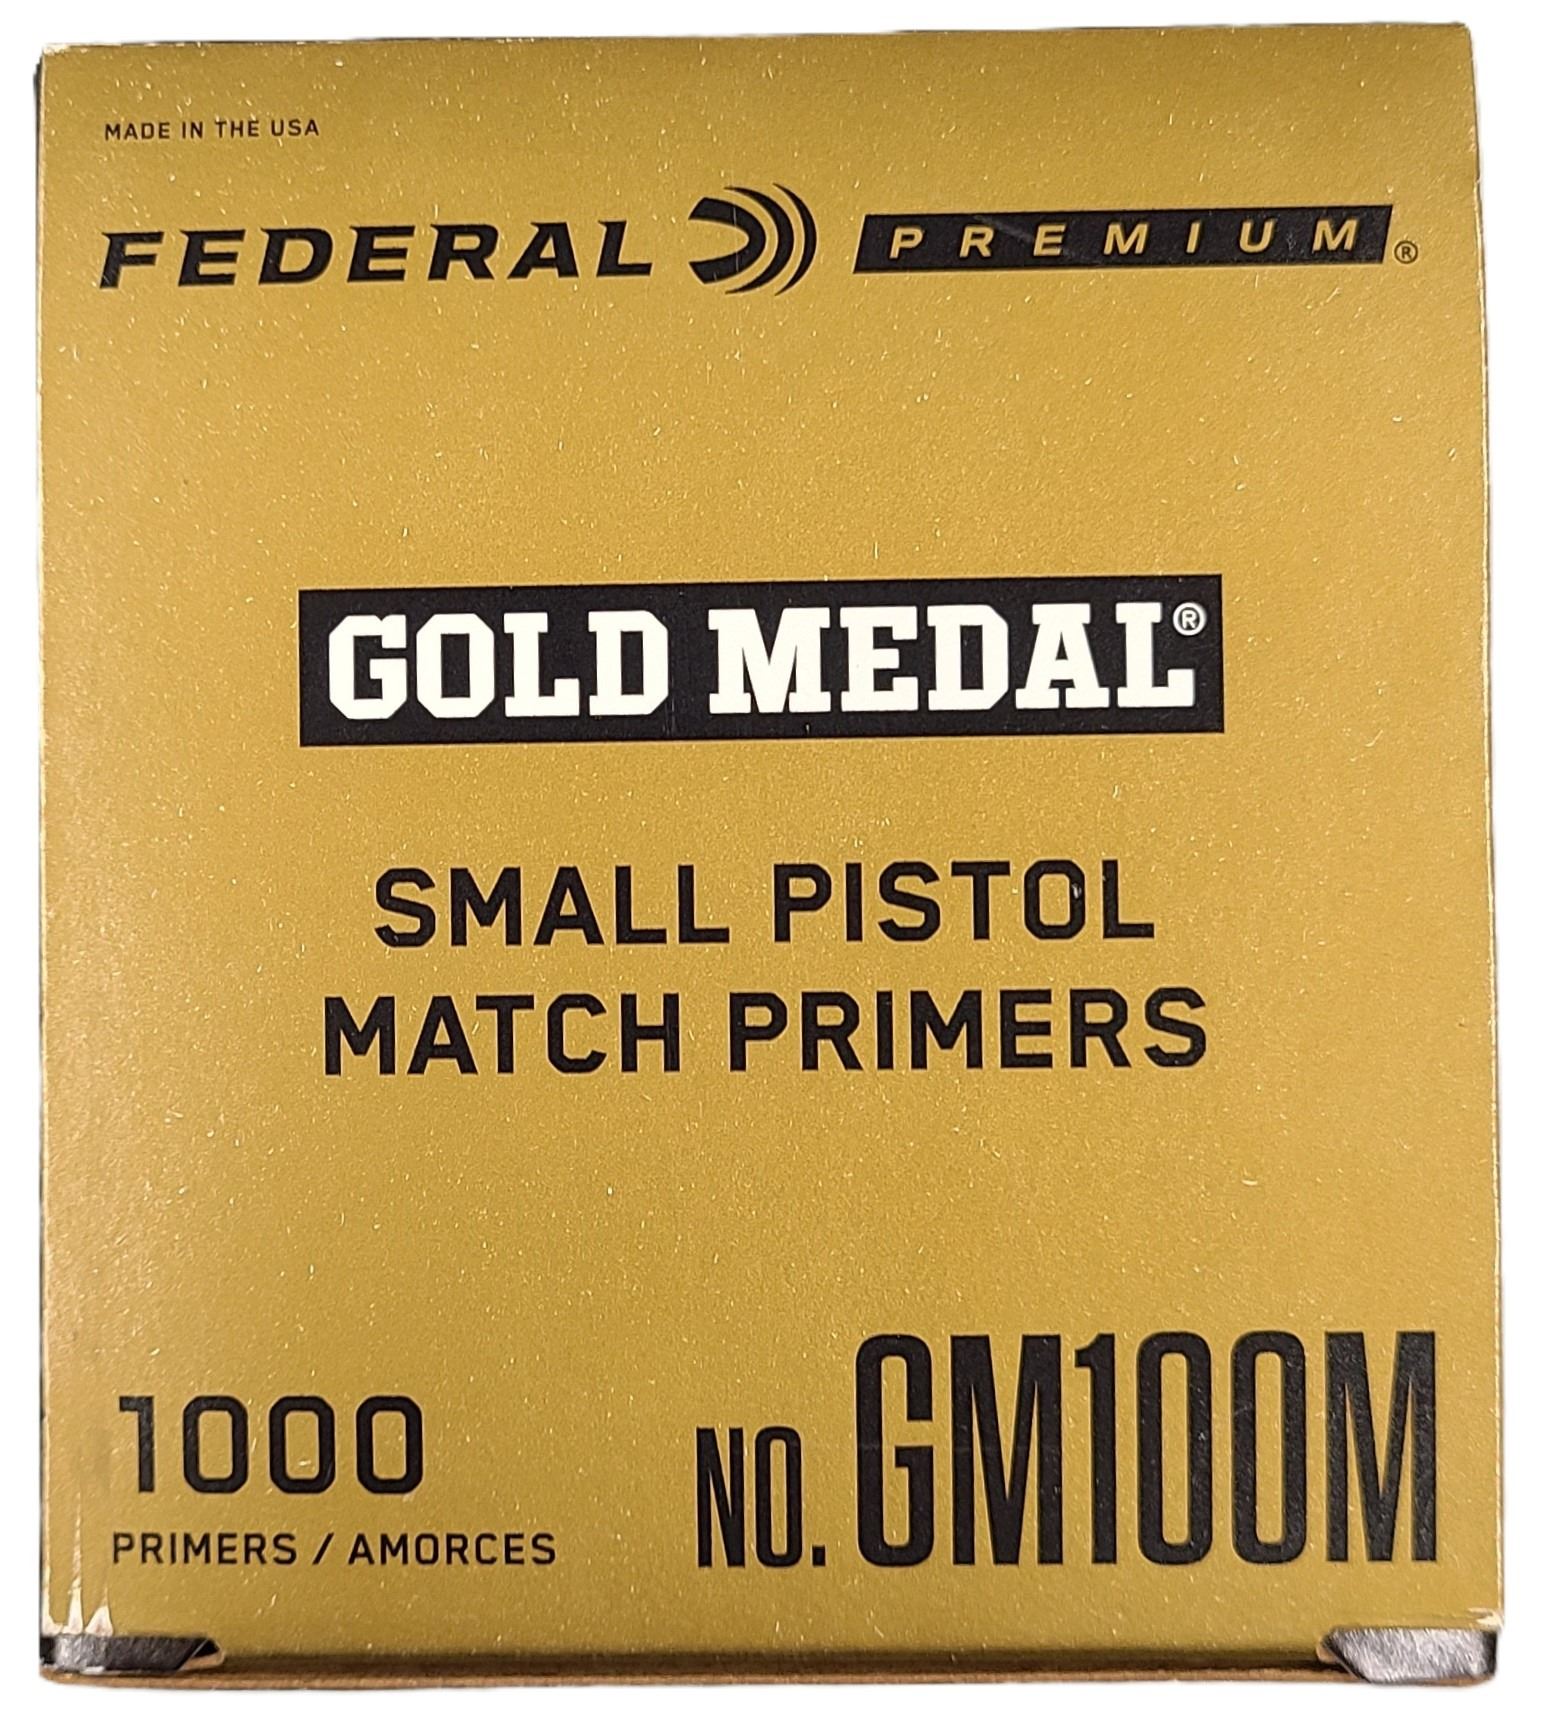 MADE IN THE USA
FEDERAL PREMIUM®
GOLD MEDAL®
SMALL PISTOL
MATCH PRIMERS
1000
PRIMERS / AMORCES
NO. GM100M